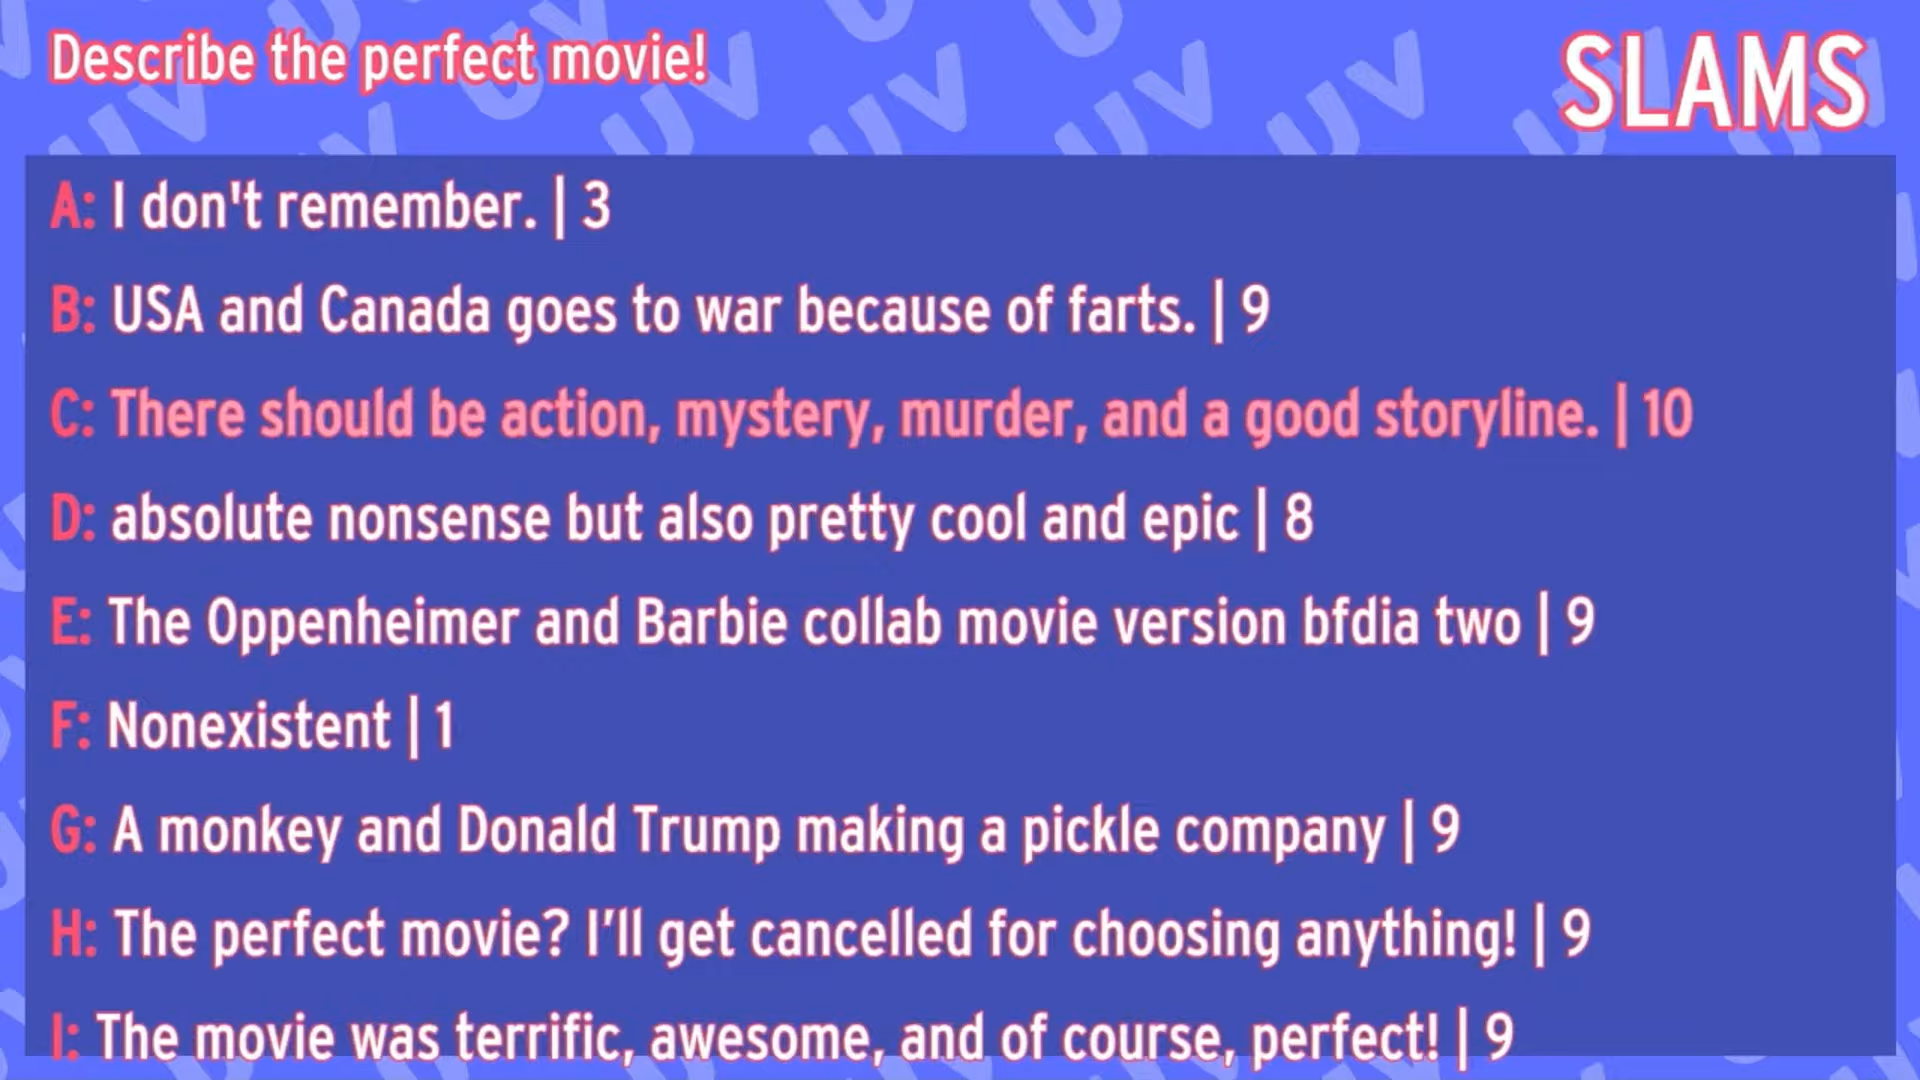 Describe the perfect movie!
SLAMS
A: I don't remember. | 3
B: USA and Canada goes to war because of farts. | 9
C: There should be action, mystery, murder, and a good storyline. | 10
D: absolute nonsense but also pretty cool and epic | 8
E: The Oppenheimer and Barbie collab movie version bfdia two | 9
F: Nonexistent | 1
G: A monkey and Donald Trump making a pickle company | 9
H: The perfect movie? I’ll get cancelled for choosing anything! | 9
I: The movie was terrific, awesome, and of course, perfect! | 9